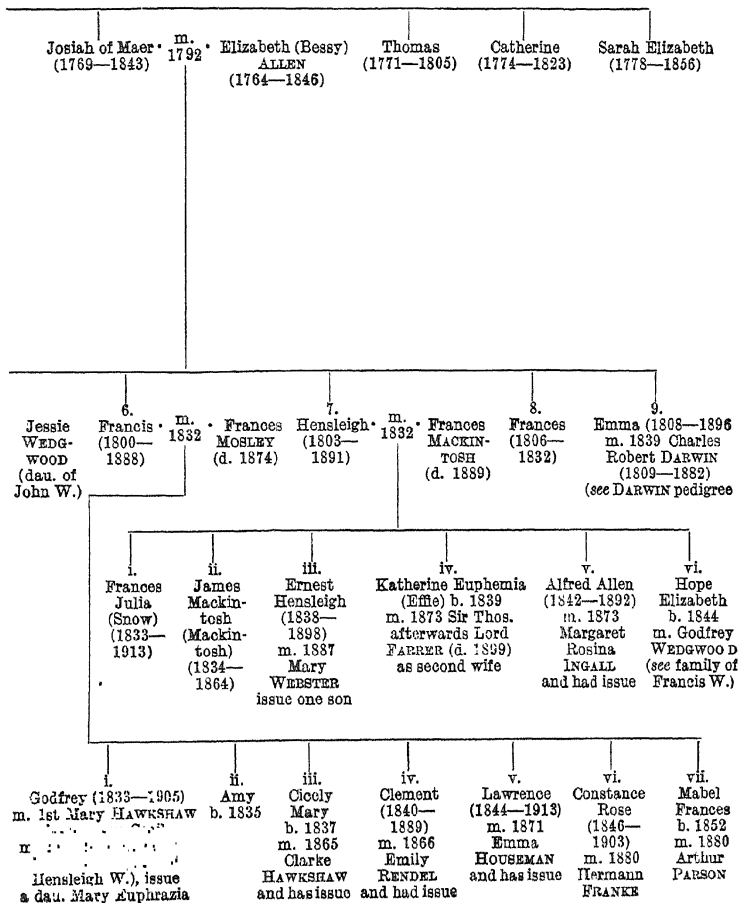 Josiah of Maer
(1769—1843)
m.
1792
Elizabeth (Bessy)
ALLEN
(1764—1846)
Thomas
(1771—1805)
Catherine
(1774—1823)
Sarah Elizabeth
(1778—1856)
Jessie
WEDG-
WOOD
(dau. of
John W.)
6.
Francis
(1800—
1888)
m.
1832
Frances
MOSLEY
(d. 1874)
7.
Hensleigh
(1803—
1891)
m.
1832
Frances
MACKIN-
TOSH
(d. 1889)
8.
Frances
(1806—
1832)
9.
Emma (1808—1896
m. 1839 Charles
Robert DARWIN
(1809—1882)
(see DARWIN pedigree
i.
Frances
Julia
(Snow)
(1833—
1913)
ii.
James
Mackin-
tosh
(Mackin-
tosh)
(1834—
1864)
iii.
Ernest
Hensleigh
(1838—
1898)
m. 1887
Mary
WEBSTER
issue one son
iv.
Katherine Euphemia
(Effie) b. 1839
m. 1873 Sir Thos.
afterwards Lord
FARRER (d. 1899)
as second wife
v.
Alfred Allen
(1842—1892)
m. 1873
Margaret
Rosina
INGALL
and had issue
vi.
Hope
Elizabeth
b. 1844
m. Godfrey
WEDGWOOD
(see family of
Francis W.)
i.
Godfrey (1833—1905)
m. 1st Mary HAWKSHAW
Hensleigh W.), issue
a dau. Mary Euphrazia
ii.
Amy
b. 1835
iii.
Cicely
Mary
b. 1837
m. 1865
Clarke
HAWKSHAW
and has issue
iv.
Clement
(1840—
1889)
m. 1866
Emily
RENDEL
and had issue
v.
Lawrence
(1844—1913)
m. 1871
Emma
HOUSEMAN
and has issue
vi.
Constance
Rose
(1846—
1903)
m. 1880
Hermann
FRANKE
vii.
Mabel
Frances
b. 1852
m. 1880
Arthur
PARSON